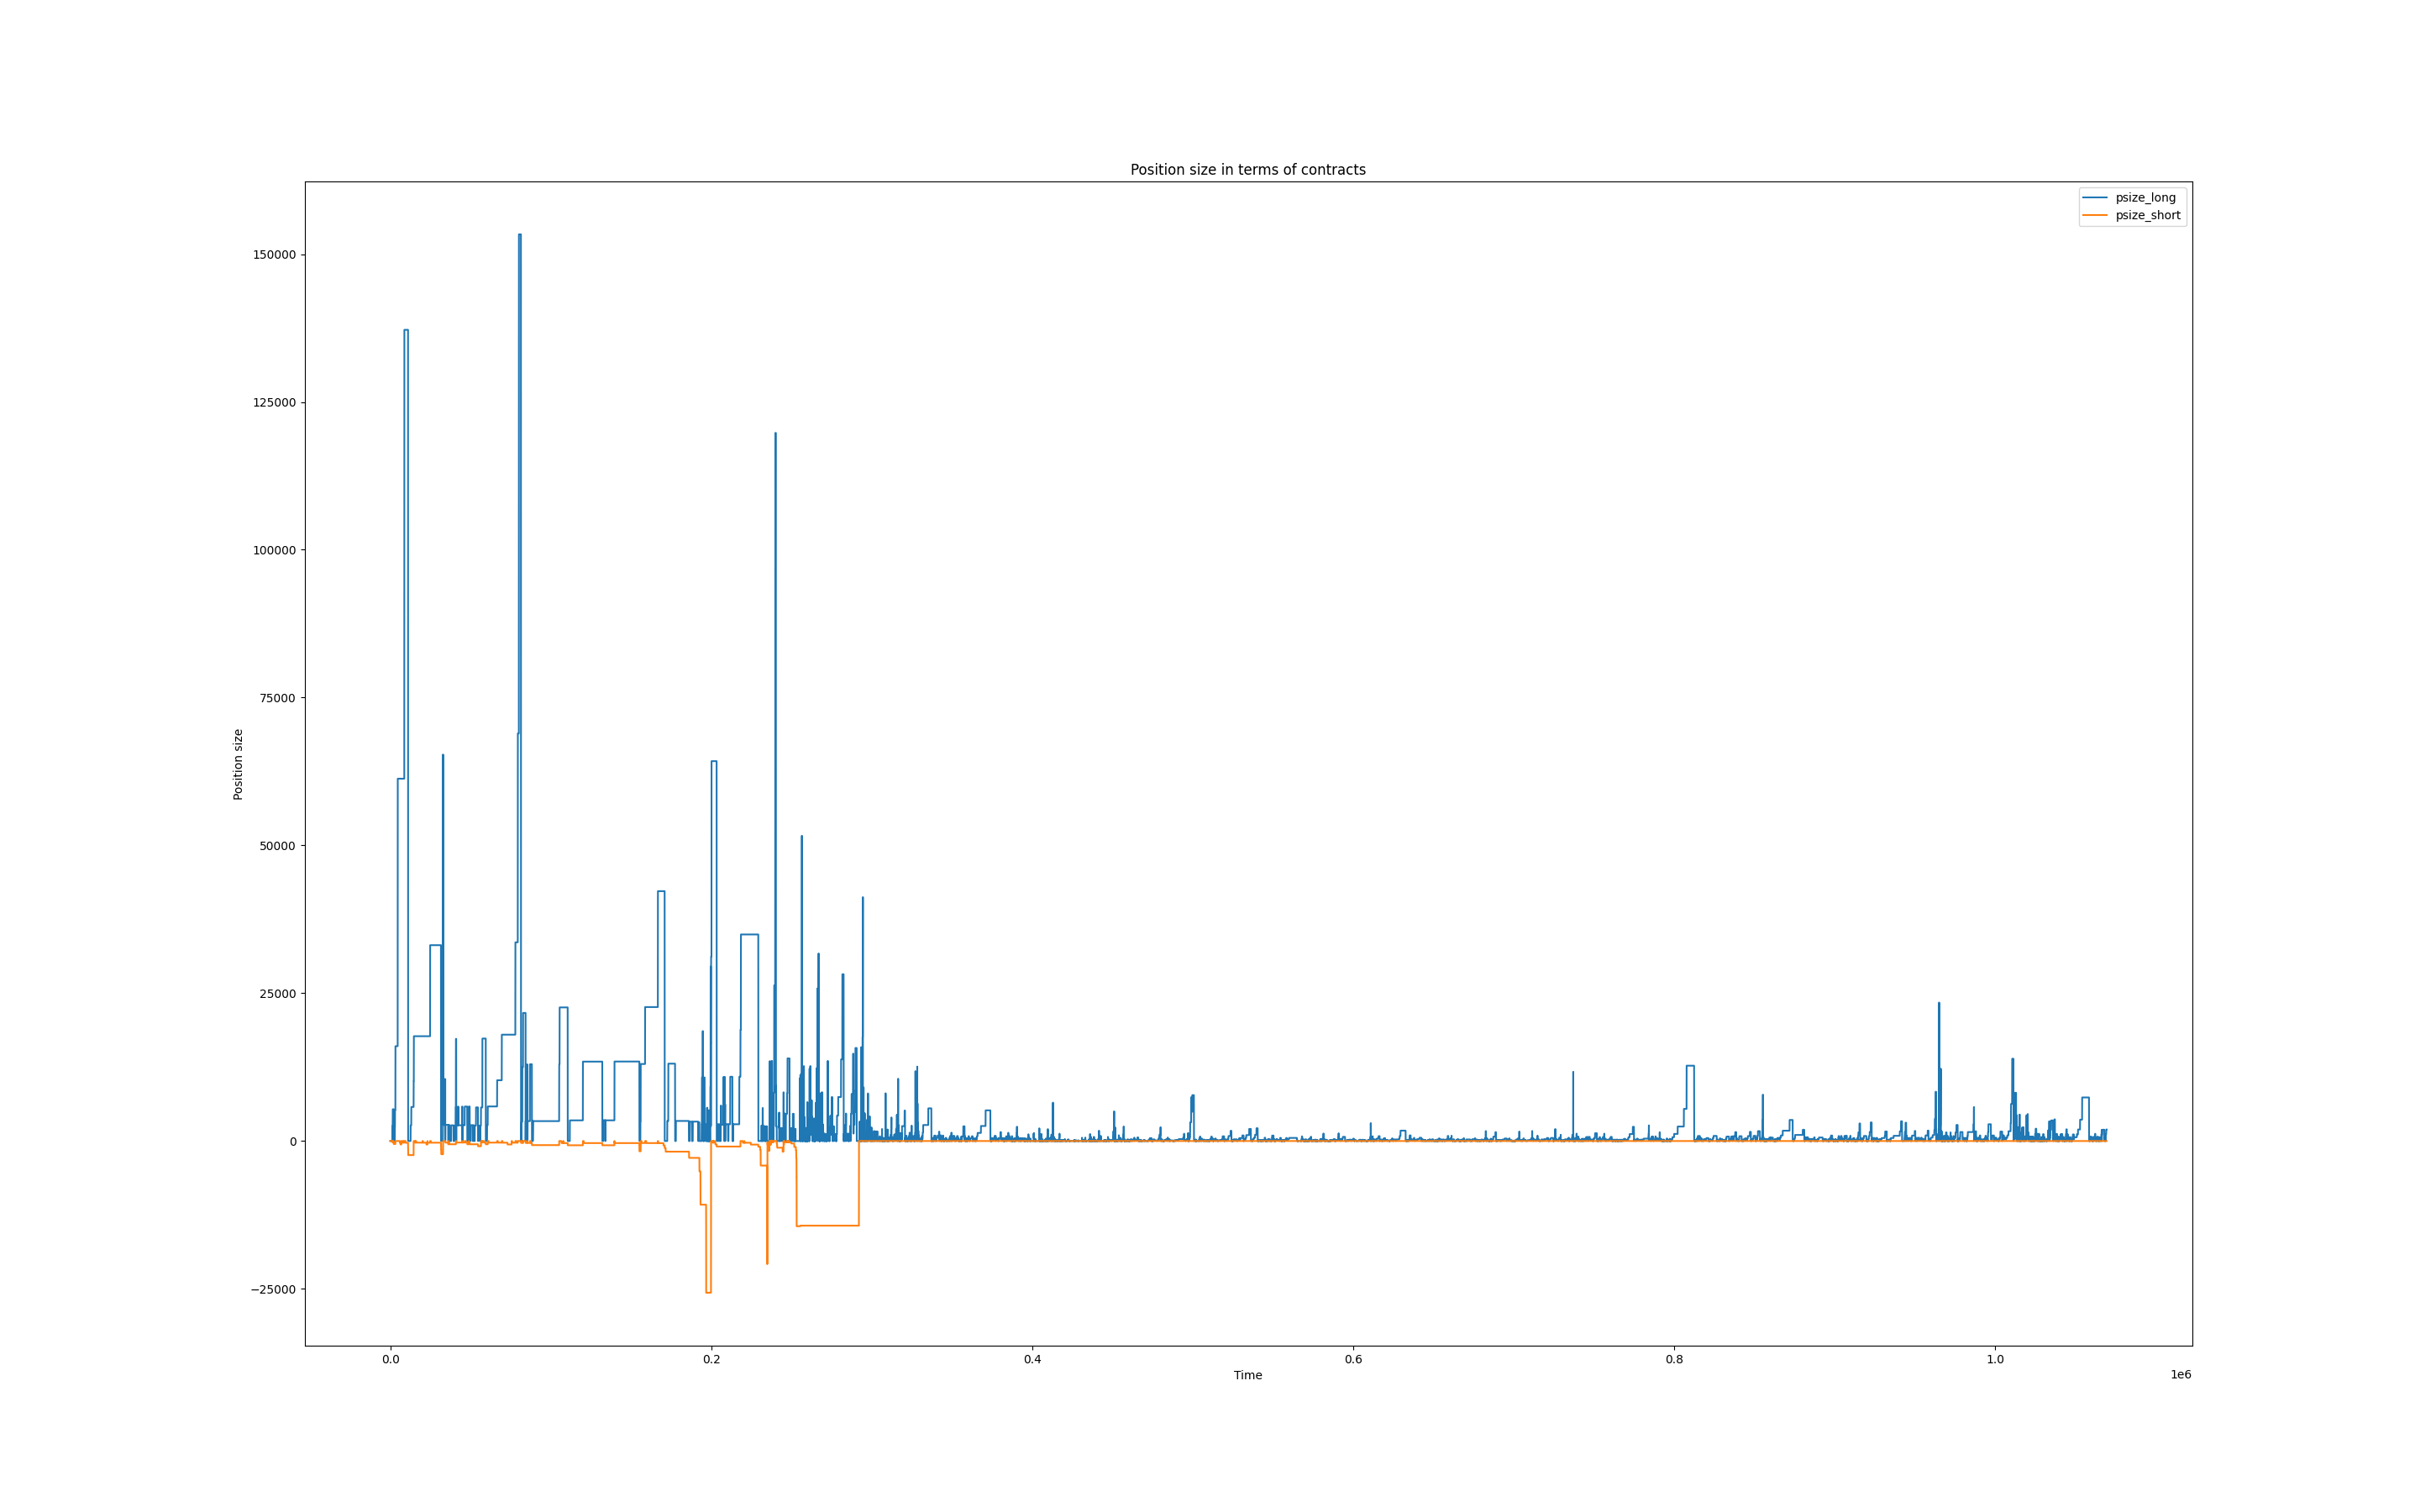 Position size in terms of contracts
psize_long
psize_short
Position size
150000
125000
100000
75000
50000
25000
0
−25000
0.0
0.2
0.4
0.6
0.8
1.0
Time
1e6